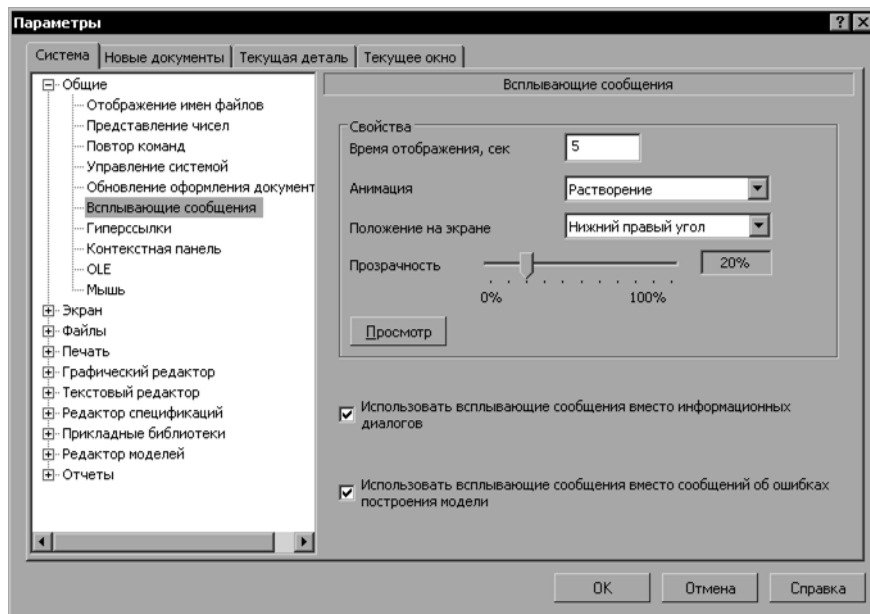 Параметры
Система
Новые документы
Текущая деталь
Текущее окно
Общие
Отображение имен файлов
Представление чисел
Повтор команд
Управление системой
Обновление оформления документ
Всплывающие сообщения
Гиперссылки
Контекстная панель
OLE
Мышь
Экран
Файлы
Печать
Графический редактор
Текстовый редактор
Редактор спецификаций
Прикладные библиотеки
Редактор моделей
Отчеты
Всплывающие сообщения
Свойства
Время отображения, сек
5
Анимация
Растворение
Положение на экране
Нижний правый угол
Прозрачность
20%
0%
100%
Просмотр
Использовать всплывающие сообщения вместо информационных
диалогов
Использовать всплывающие сообщения вместо сообщений об ошибках
построения модели
OK
Отмена
Справка